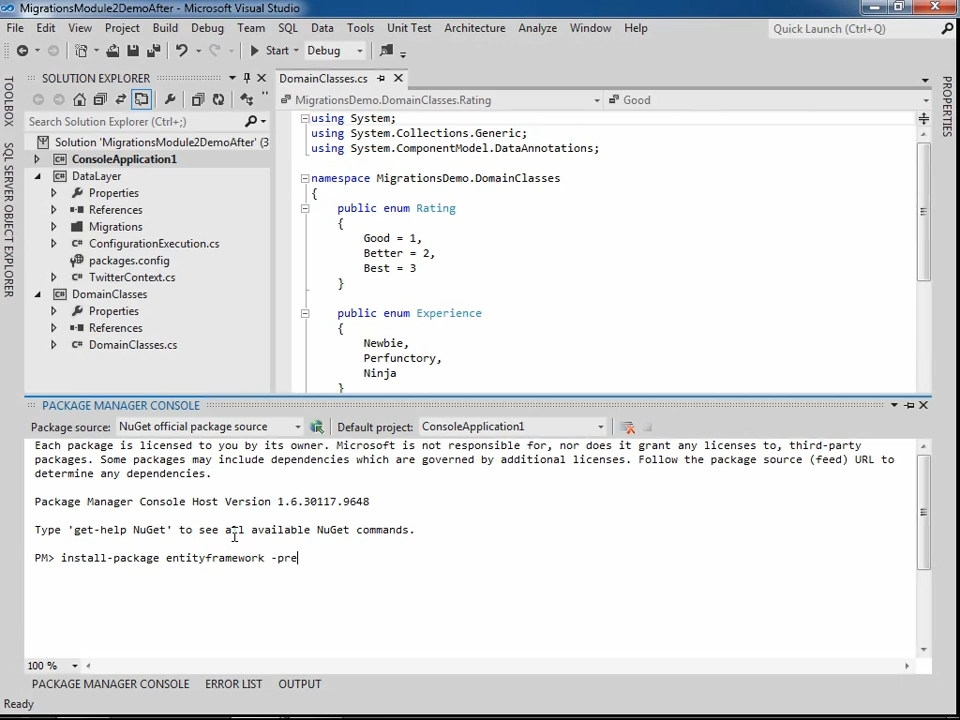 MigrationsModule2DemoAfter - Microsoft Visual Studio
File Edit View Project Build Debug Team SQL Data Tools Unit Test Architecture Analyze Window Help
Quick Launch (Ctrl+Q)
Start Debug
TOOLBOX
SQL SERVER OBJECT EXPLORER
SOLUTION EXPLORER
Search Solution Explorer (Ctrl+;)
Solution 'MigrationsModule2DemoAfter' (3
ConsoleApplication1
DataLayer
Properties
References
Migrations
ConfigurationExecution.cs
packages.config
TwitterContext.cs
DomainClasses
Properties
References
DomainClasses.cs
DomainClasses.cs
MigrationsDemo.DomainClasses.Rating
Good
using System;
using System.Collections.Generic;
using System.ComponentModel.DataAnnotations;
namespace MigrationsDemo.DomainClasses
{
public enum Rating
{
Good = 1,
Better = 2,
Best = 3
}
public enum Experience
{
Newbie,
Perfunctory,
Ninja
}
PROPERTIES
PACKAGE MANAGER CONSOLE
Package source: NuGet official package source Default project: ConsoleApplication1
Each package is licensed to you by its owner. Microsoft is not responsible for, nor does it grant any licenses to, third-party
packages. Some packages may include dependencies which are governed by additional licenses. Follow the package source (feed) URL to
determine any dependencies.
Package Manager Console Host Version 1.6.30117.9648
Type 'get-help NuGet' to see all available NuGet commands.
PM> install-package entityframework -pre
100 %
PACKAGE MANAGER CONSOLE ERROR LIST OUTPUT
Ready